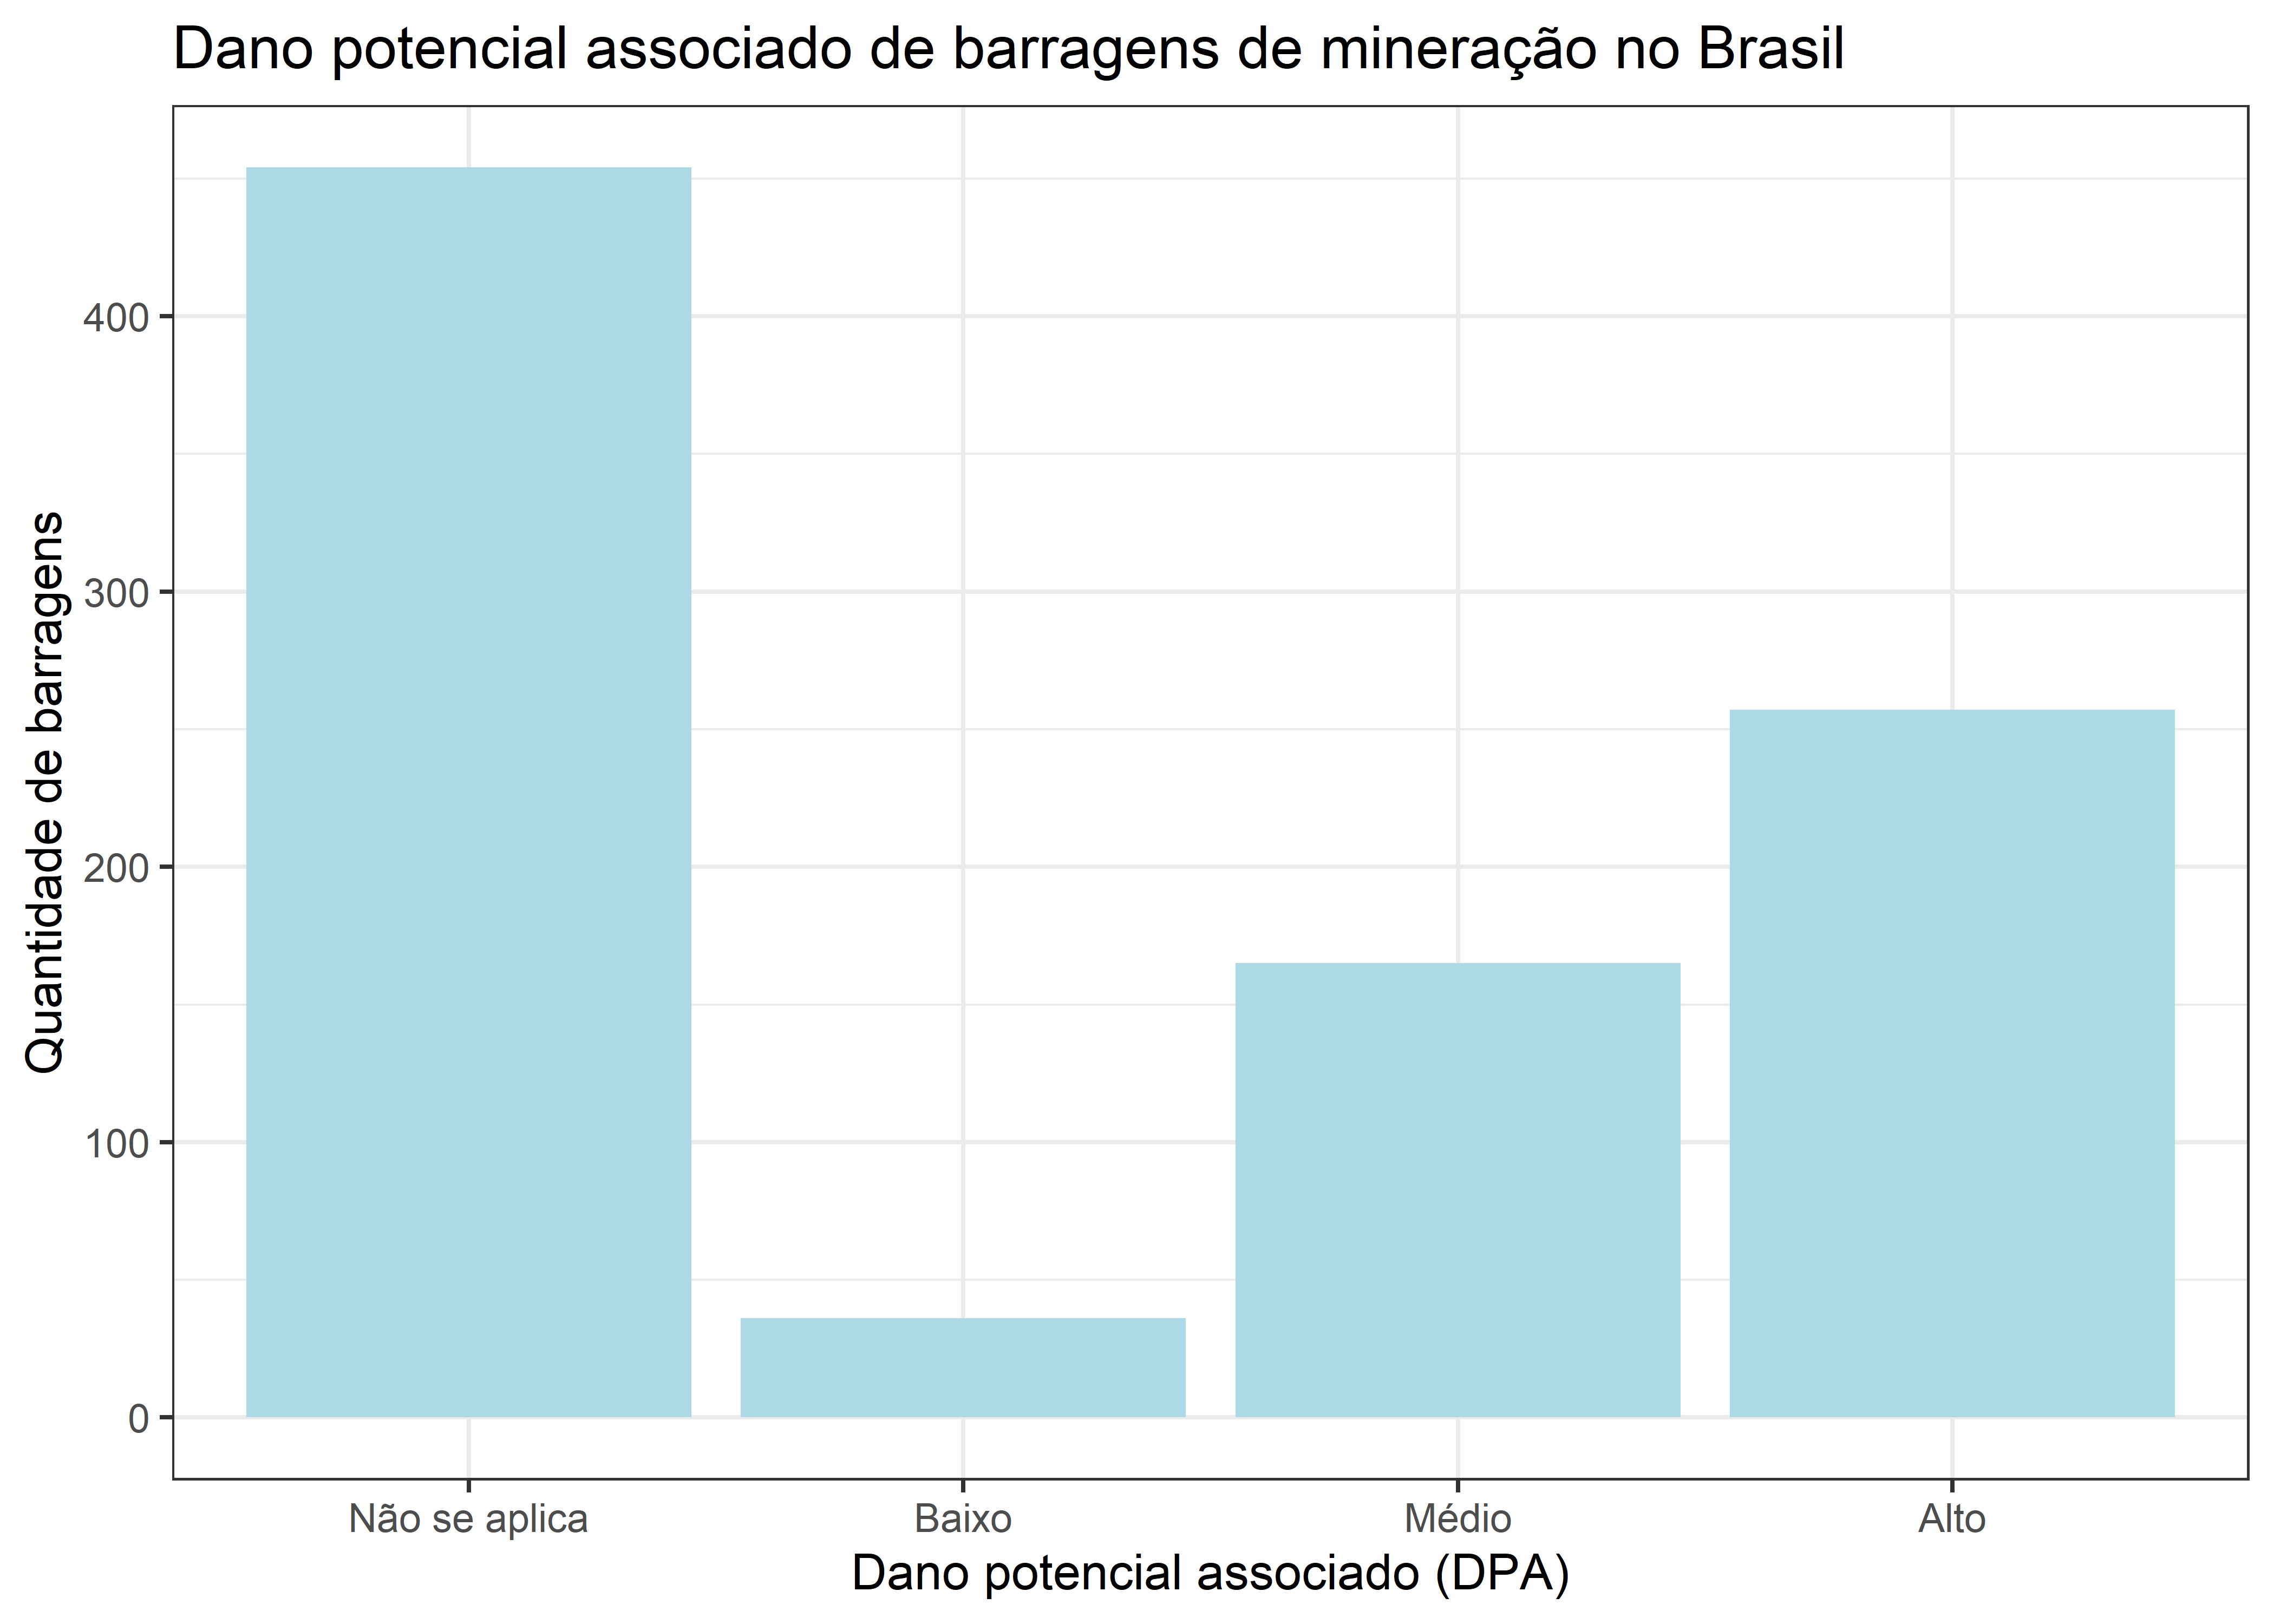 Dano potencial associado de barragens de mineração no Brasil
Quantidade de barragens
400
300
200
100
0
Não se aplica
Baixo
Médio
Alto
Dano potencial associado (DPA)